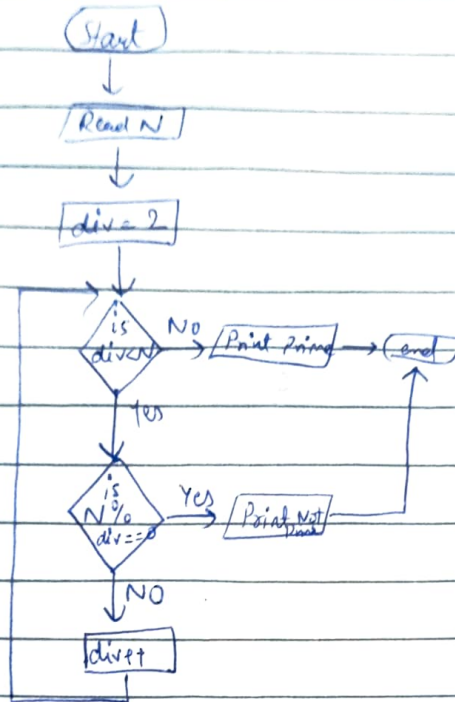 Start
Read N
div = 2
is
div<N
No
Print Prime
end
Yes
is
N%
div==0
Yes
Print Not
Prime
NO
div++